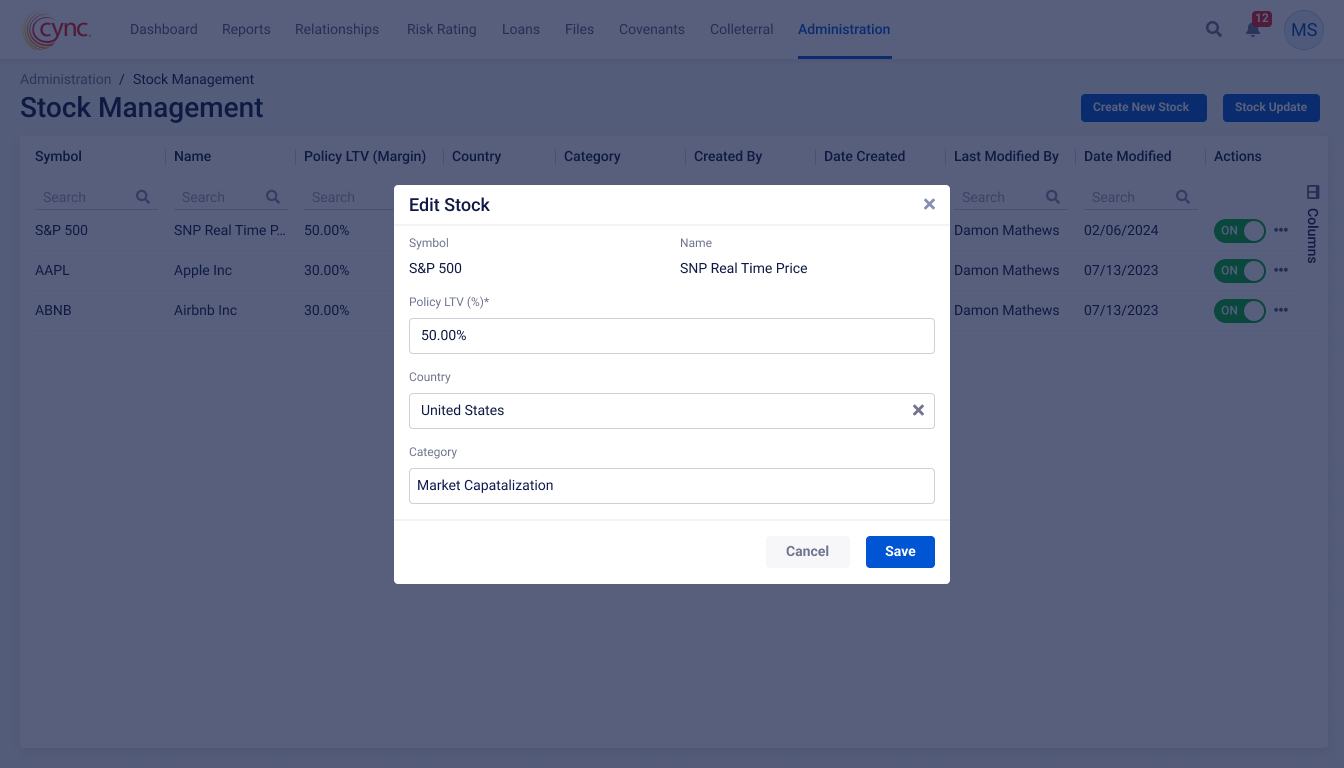 cync
Dashboard Reports Relationships Risk Rating Loans Files Covenants Colleterral Administration 12 MS
Administration / Stock Management
Stock Management
Create New Stock Stock Update
Symbol Name Policy LTV (Margin) Country Category Created By Date Created Last Modified By Date Modified Actions
Search Search Search Search Search
S&P 500 SNP Real Time P... 50.00% Damon Mathews 02/06/2024 ON
AAPL Apple Inc 30.00% Damon Mathews 07/13/2023 ON
ABNB Airbnb Inc 30.00% Damon Mathews 07/13/2023 ON
Columns
Edit Stock
Symbol Name
S&P 500 SNP Real Time Price
Policy LTV (%)*
50.00%
Country
United States
Category
Market Capatalization
Cancel Save